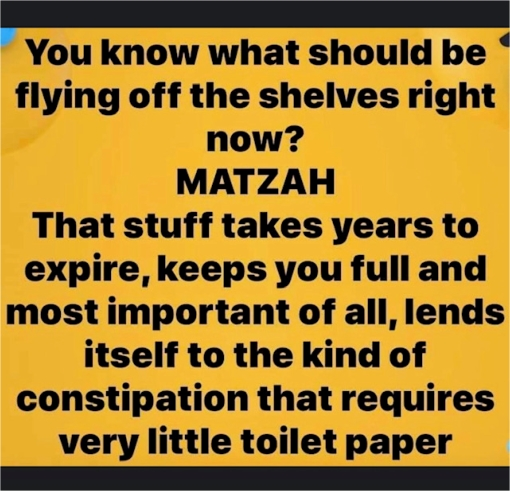 You know what should be
flying off the shelves right
now?
MATZAH
That stuff takes years to
expire, keeps you full and
most important of all, lends
itself to the kind of
constipation that requires
very little toilet paper